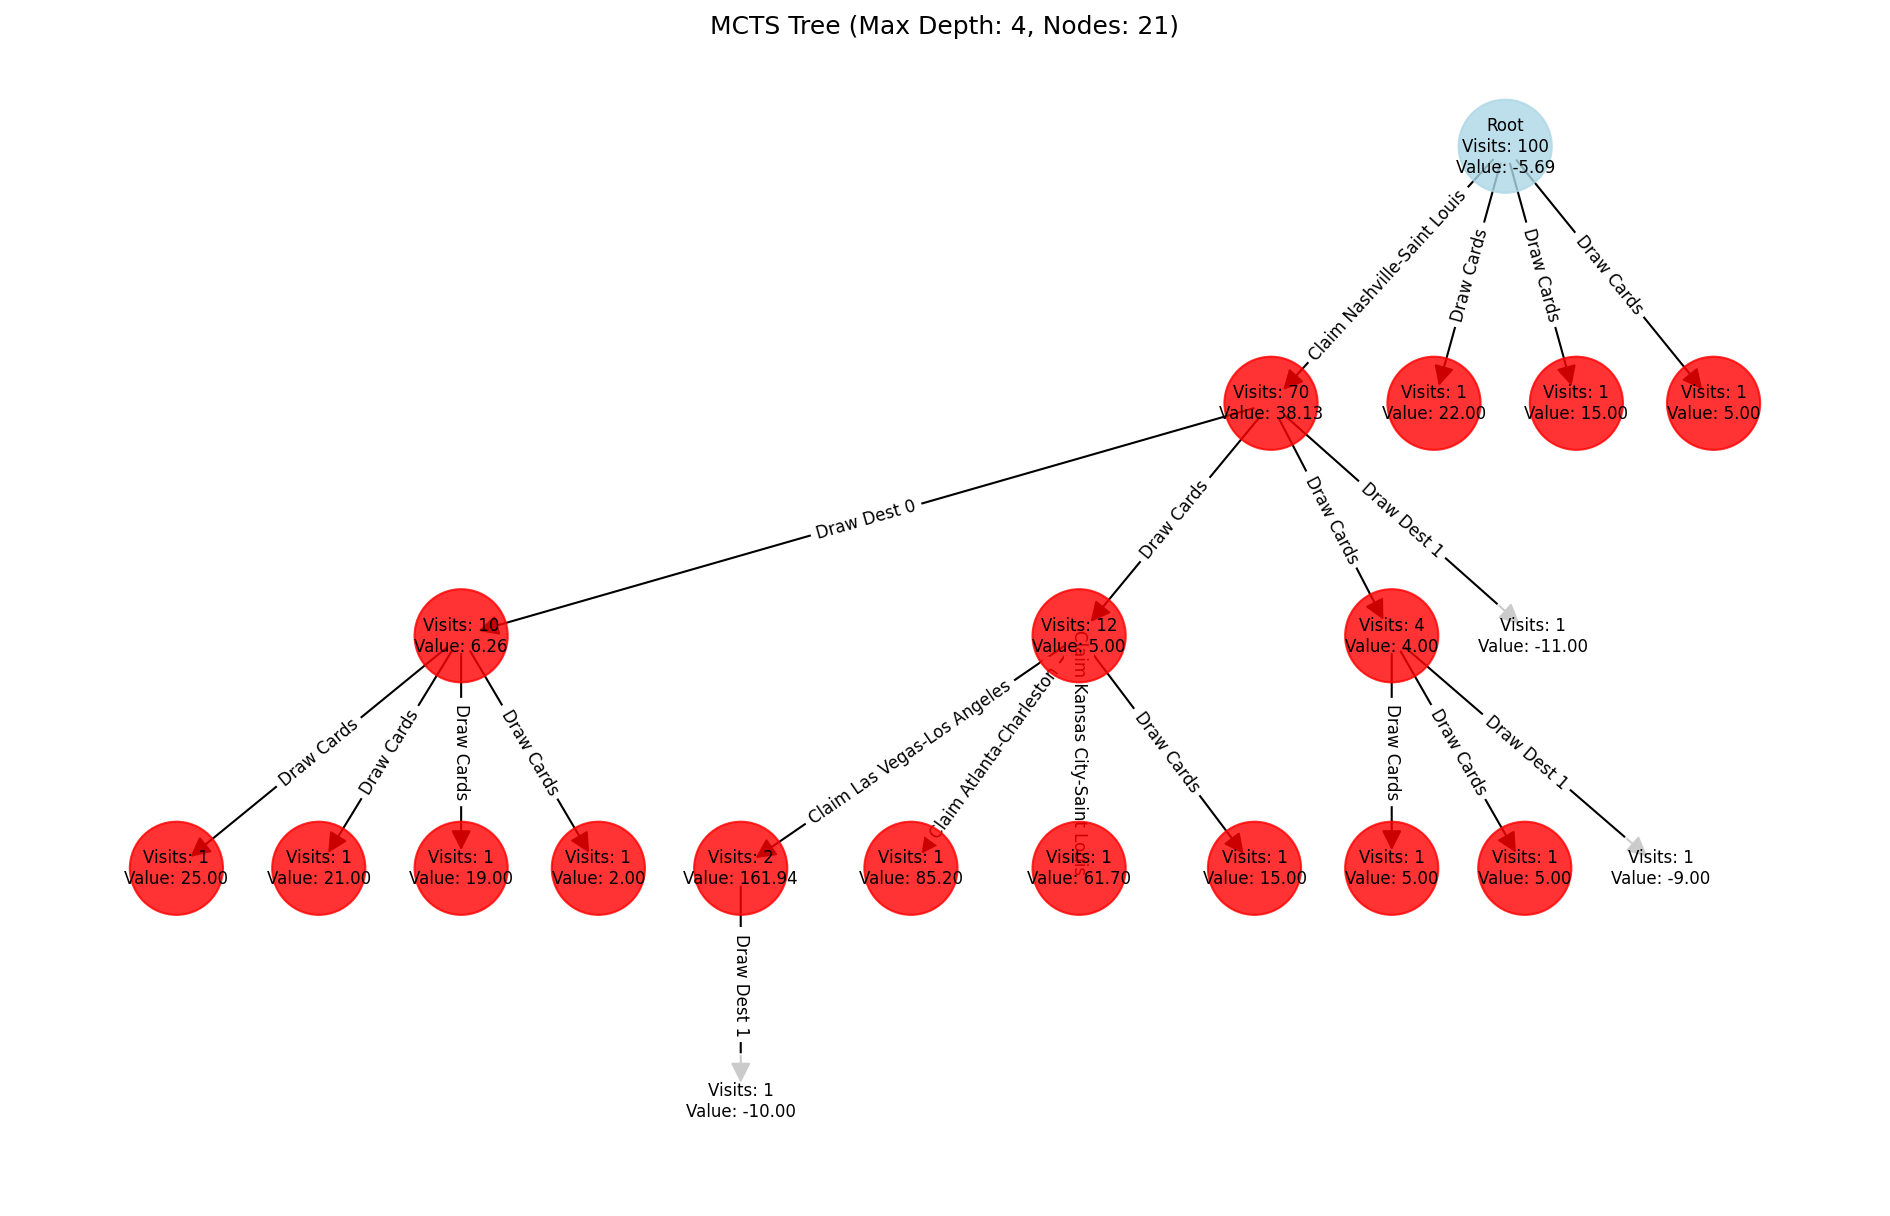 MCTS Tree (Max Depth: 4, Nodes: 21)
Root
Visits: 100
Value: -5.69
Claim Nashville-Saint Louis
Draw Cards
Draw Cards
Draw Cards
Visits: 70
Value: 38.13
Visits: 1
Value: 22.00
Visits: 1
Value: 15.00
Visits: 1
Value: 5.00
Draw Dest 0
Draw Cards
Draw Cards
Draw Dest 1
Visits: 10
Value: 6.26
Visits: 12
Value: 5.00
Visits: 4
Value: 4.00
Visits: 1
Value: -11.00
Draw Cards
Draw Cards
Draw Cards
Draw Cards
Claim Las Vegas-Los Angeles
Claim Atlanta-Charleston
Claim Kansas City-Saint Louis
Draw Cards
Draw Cards
Draw Cards
Draw Dest 1
Visits: 1
Value: 25.00
Visits: 1
Value: 21.00
Visits: 1
Value: 19.00
Visits: 1
Value: 2.00
Visits: 2
Value: 161.94
Visits: 1
Value: 85.20
Visits: 1
Value: 61.70
Visits: 1
Value: 15.00
Visits: 1
Value: 5.00
Visits: 1
Value: 5.00
Visits: 1
Value: -9.00
Draw Dest 1
Visits: 1
Value: -10.00